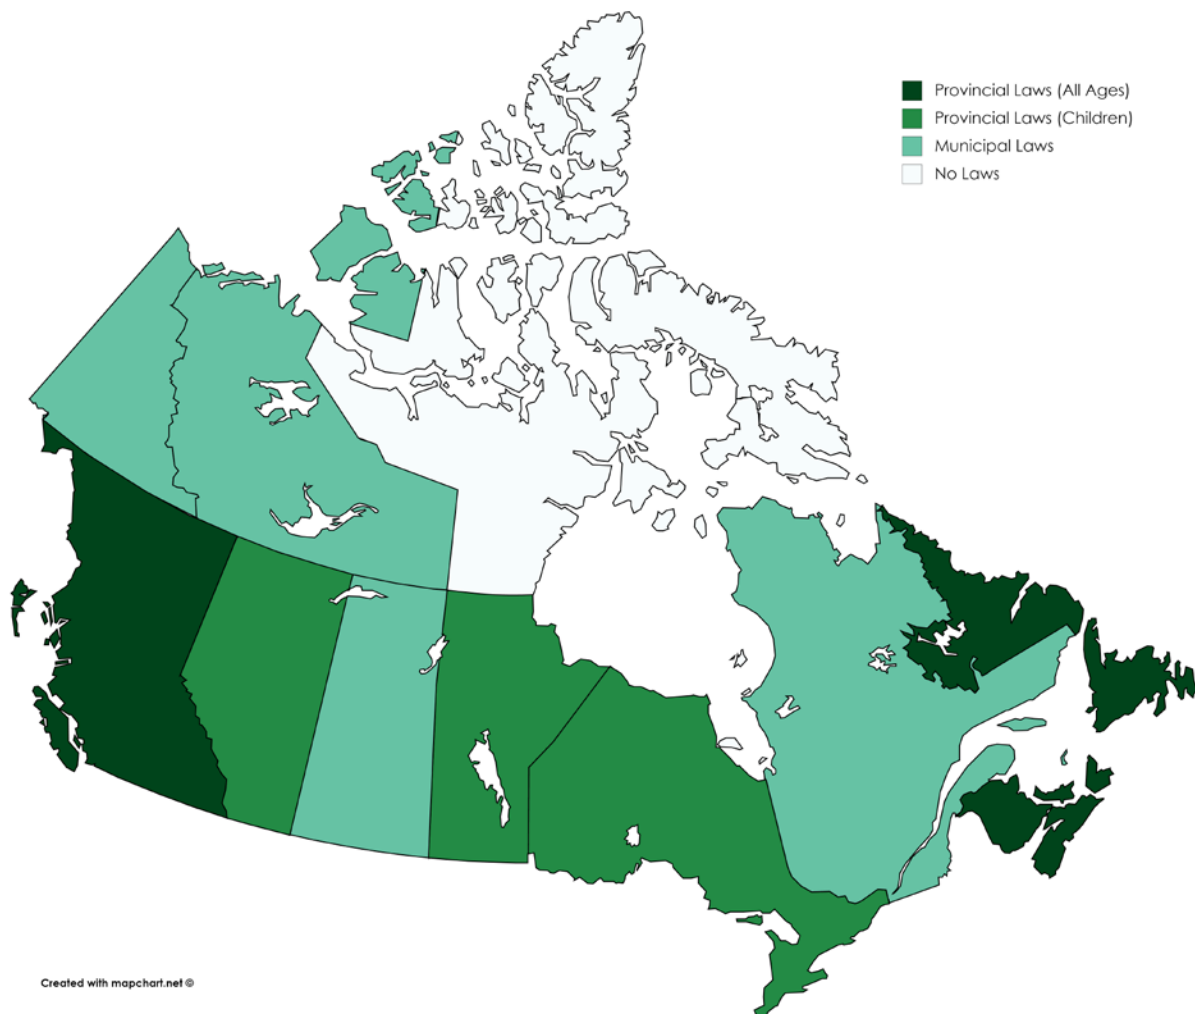 Provincial Laws (All Ages)
Provincial Laws (Children)
Municipal Laws
No Laws
Created with mapchart.net ©